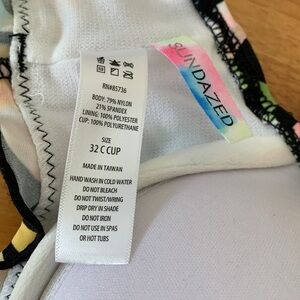 RN#85736
BODY: 79% NYLON
21% SPANDEX
LINING: 100% POLYESTER
CUP: 100% POLYURETHANE
SIZE
32 C CUP
MADE IN TAIWAN
HAND WASH IN COLD WATER
DO NOT BLEACH
DO NOT TWIST/WRING
DRIP DRY IN SHADE
DO NOT IRON
DO NOT USE IN SPAS
OR HOT TUBS
SUNDAZED